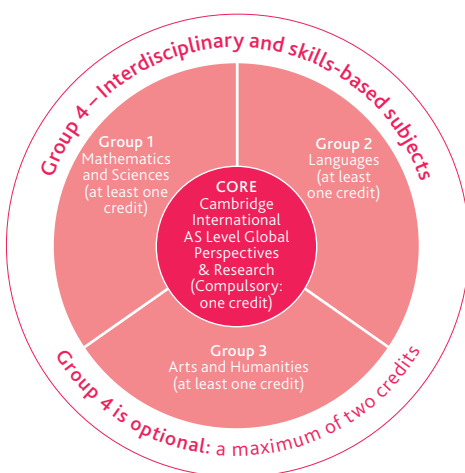 Group 4 – Interdisciplinary and skills-based subjects
Group 1
Mathematics
and Sciences
(at least one
credit)
Group 2
Languages
(at least
one credit)
CORE
Cambridge
International
AS Level Global
Perspectives
& Research
(Compulsory:
one credit)
Group 3
Arts and Humanities
(at least one credit)
Group 4 is optional: a maximum of two credits